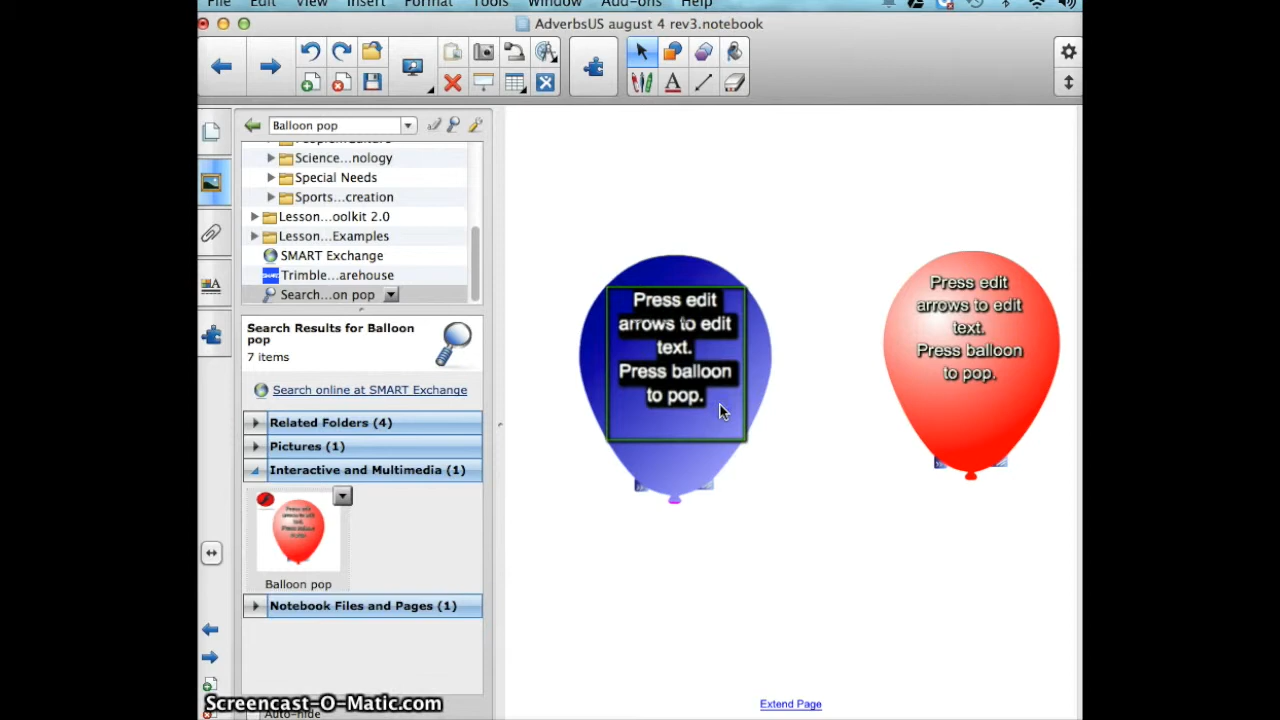 File Edit View Insert Format Tools Window Add-ons Help
AdverbsUS august 4 rev3.notebook
Balloon pop
Science...nology
Special Needs
Sports...creation
Lesson...oolkit 2.0
Lesson...Examples
SMART Exchange
Trimble...arehouse
Search...on pop
Search Results for Balloon
pop
7 items
Search online at SMART Exchange
Related Folders (4)
Pictures (1)
Interactive and Multimedia (1)
Balloon pop
Notebook Files and Pages (1)
Auto-hide
Press edit
arrows to edit
text.
Press balloon
to pop.
Press edit
arrows to edit
text.
Press balloon
to pop.
Extend Page
Screencast-O-Matic.com